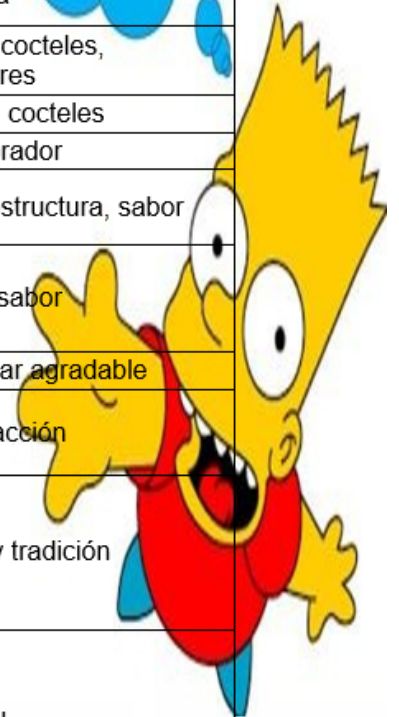 cocteles,
res
cocteles
rador
structura, sabor
sabor
ar agradable
acción
y tradición